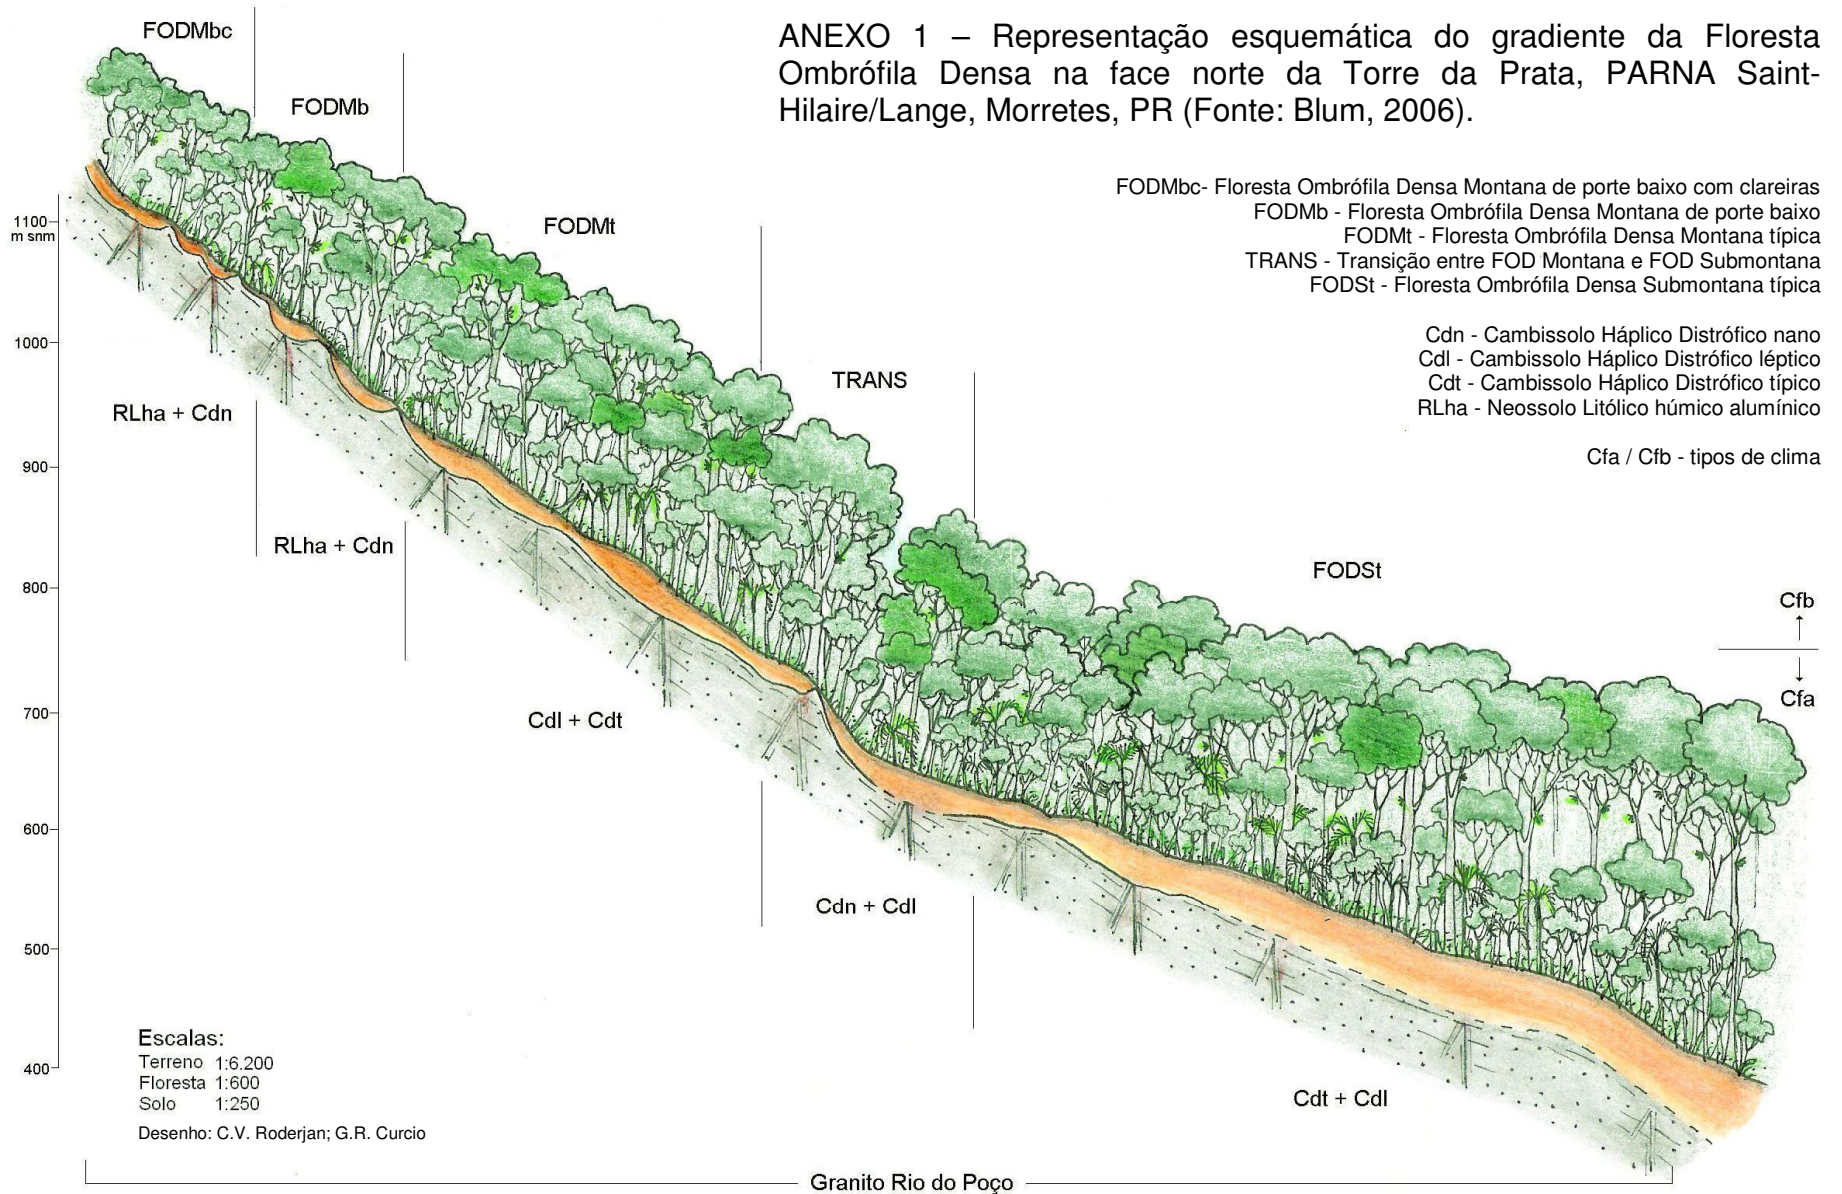 ANEXO 1 – Representação esquemática do gradiente da Floresta
Ombrófila Densa na face norte da Torre da Prata, PARNA Saint-
Hilaire/Lange, Morretes, PR (Fonte: Blum, 2006).
FODMbc
FODMb
FODMt
TRANS
FODSt
FODMbc- Floresta Ombrófila Densa Montana de porte baixo com clareiras
FODMb - Floresta Ombrófila Densa Montana de porte baixo
FODMt - Floresta Ombrófila Densa Montana típica
TRANS - Transição entre FOD Montana e FOD Submontana
FODSt - Floresta Ombrófila Densa Submontana típica
Cdn - Cambissolo Háplico Distrófico nano
Cdl - Cambissolo Háplico Distrófico léptico
Cdt - Cambissolo Háplico Distrófico típico
RLha - Neossolo Litólico húmico alumínico
Cfa / Cfb - tipos de clima
Cfb
Cfa
1100
m snm
1000
900
800
700
600
500
400
RLha + Cdn
RLha + Cdn
Cdl + Cdt
Cdn + Cdl
Cdt + Cdl
Escalas:
Terreno 1:6.200
Floresta 1:600
Solo 1:250
Desenho: C.V. Roderjan; G.R. Curcio
Granito Rio do Poço